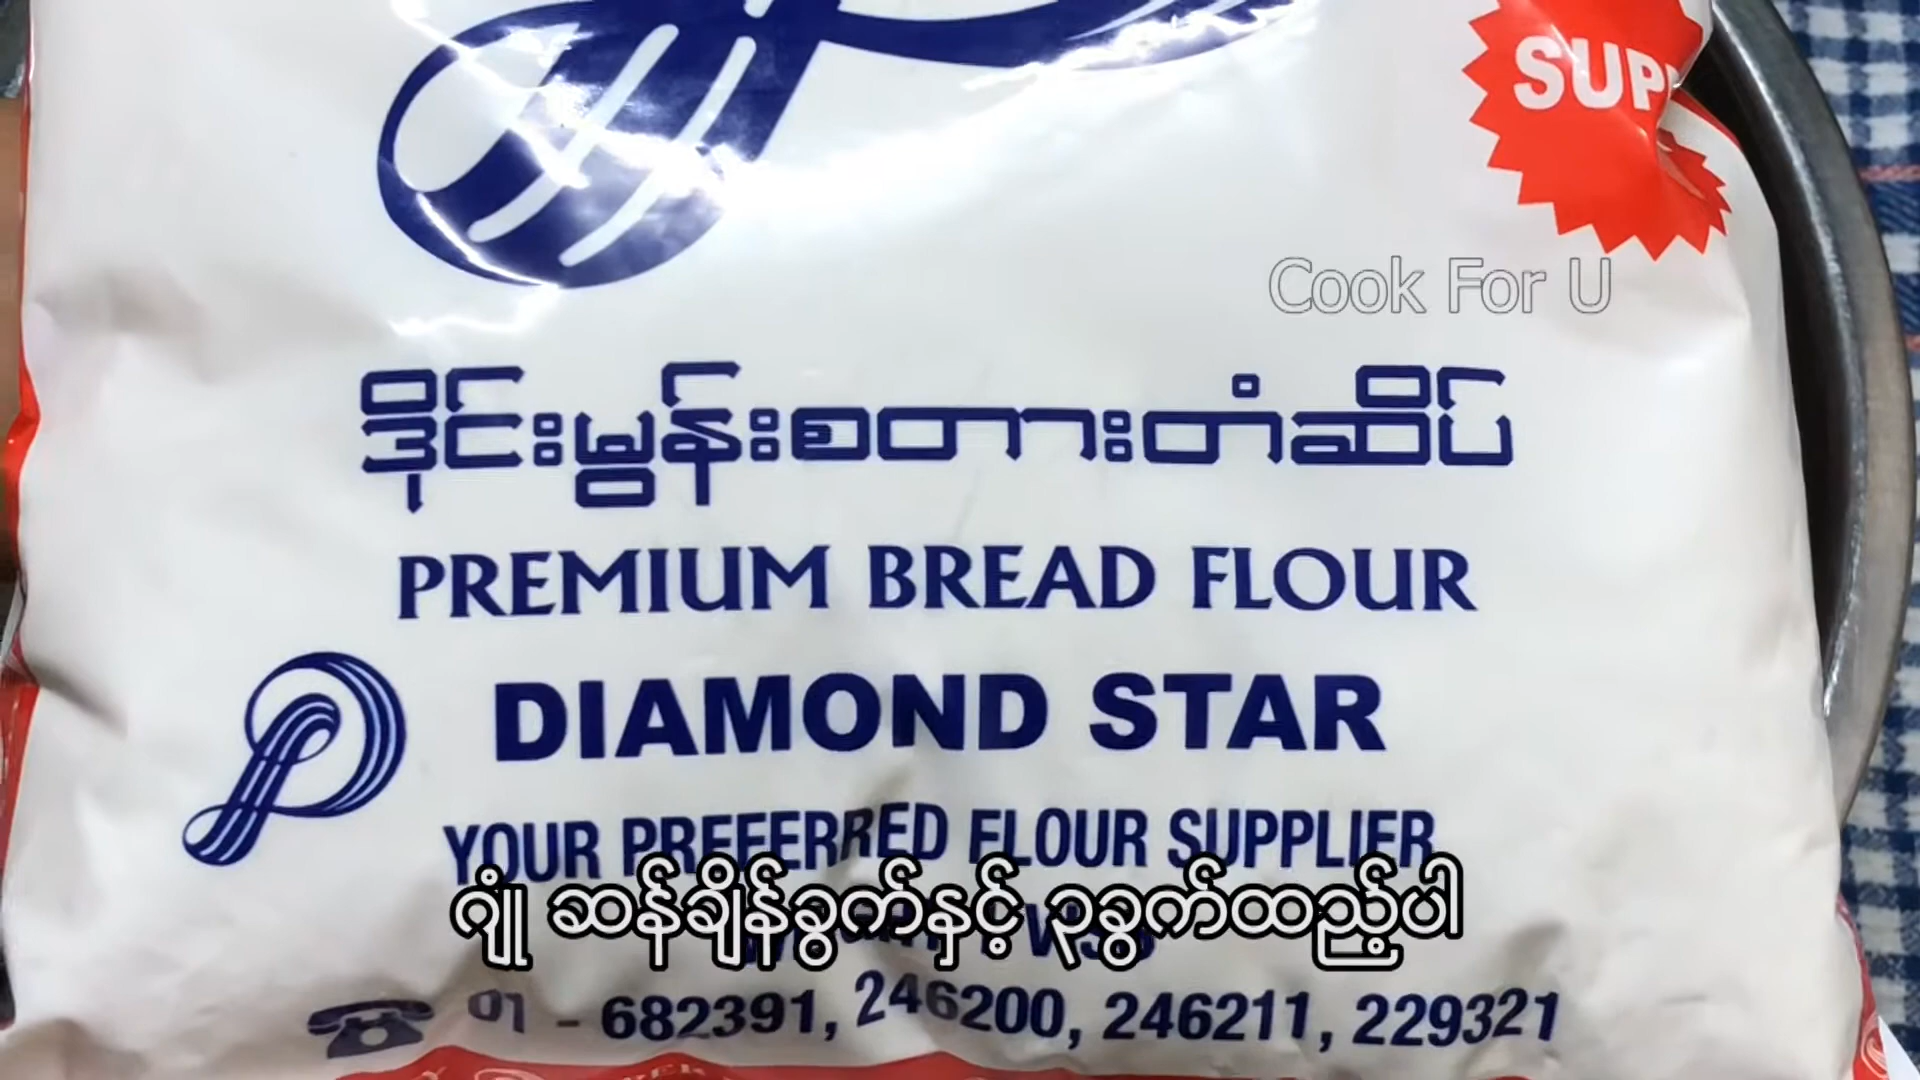 SUP
Cook For U
ဒိုင်းမွန်းစတားတံဆိပ်
PREMIUM BREAD FLOUR
DIAMOND STAR
YOUR PREFERRED FLOUR SUPPLIER
ဂျုံ ဆန်ချိန်ခွက်နှင့် ၃ခွက်ထည့်ပါ
01 - 682391, 246200, 246211, 229321